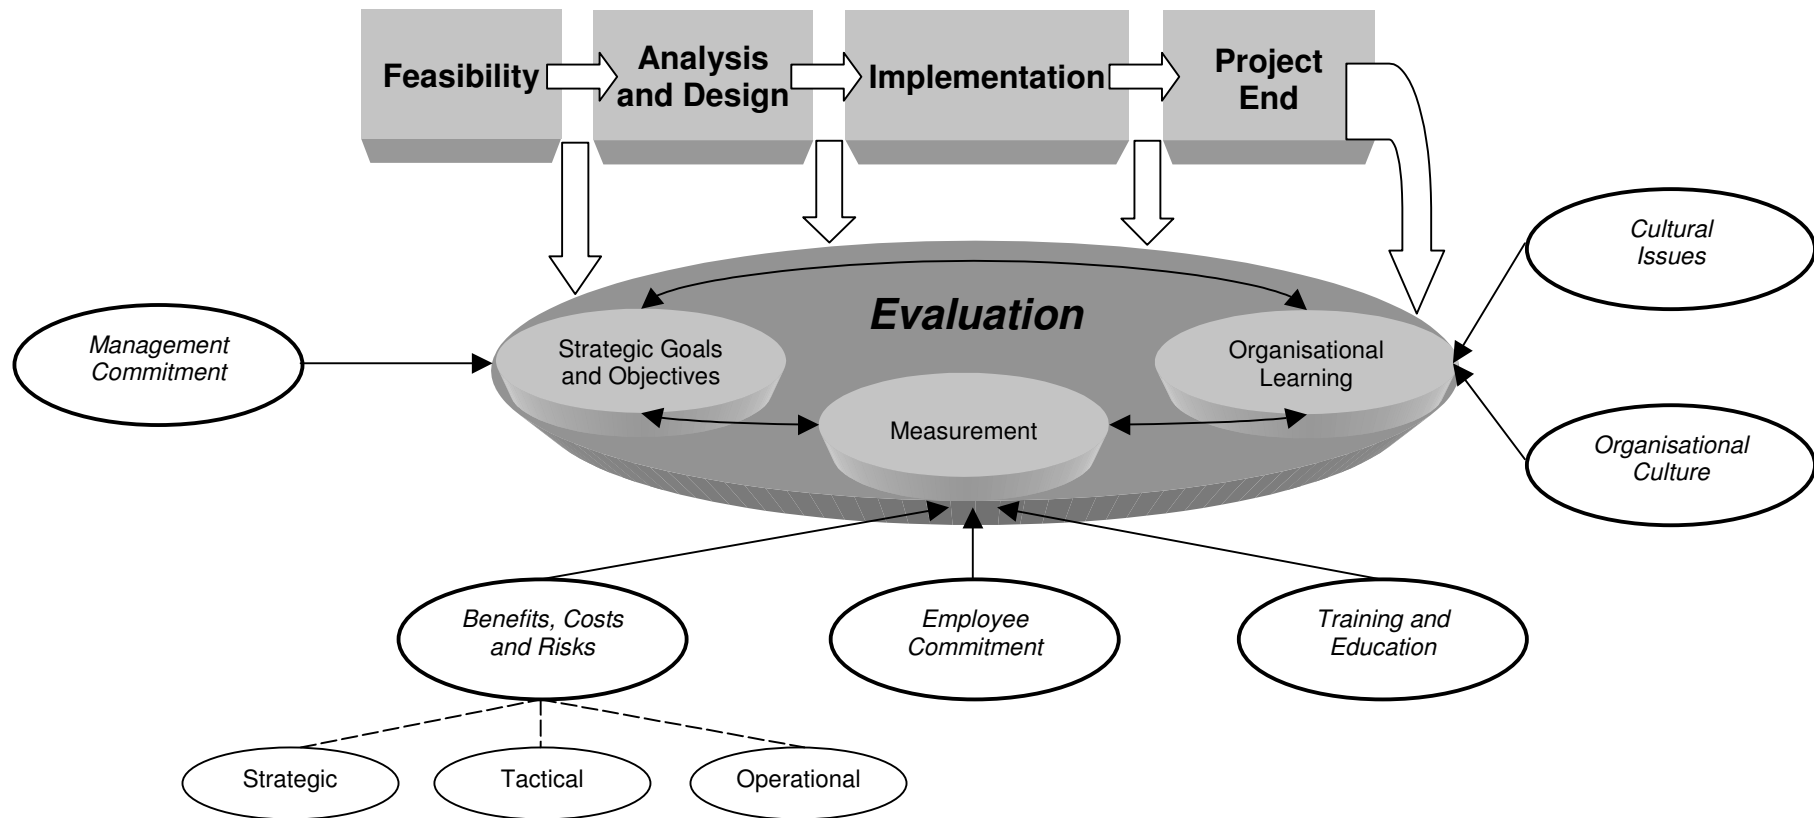 Feasibility
Analysis
and Design
Implementation
Project
End
Cultural
Issues
Evaluation
Management
Commitment
Strategic Goals
and Objectives
Organisational
Learning
Measurement
Organisational
Culture
Benefits, Costs
and Risks
Employee
Commitment
Training and
Education
Strategic
Tactical
Operational